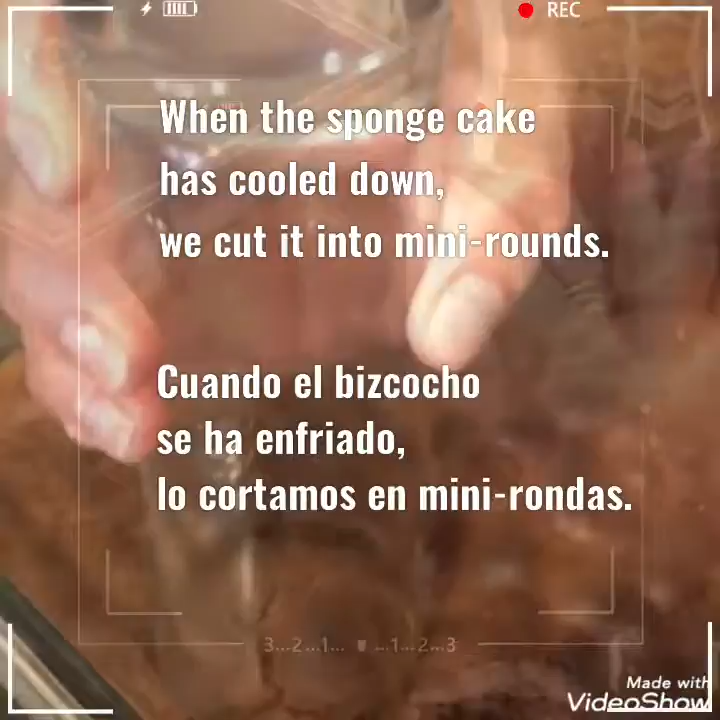 REC
When the sponge cake
has cooled down,
we cut it into mini-rounds.
Cuando el bizcocho
se ha enfriado,
lo cortamos en mini-rondas.
3...2...1... ...1...2...3
Made with
VideoShow